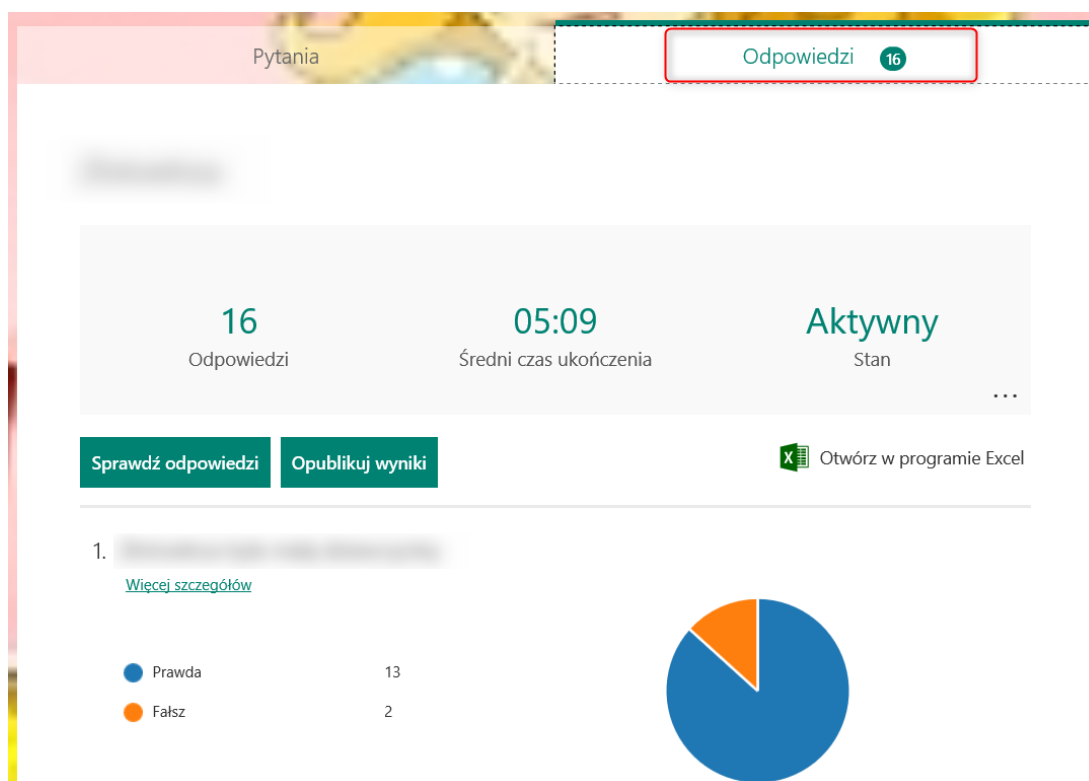 Pytania
Odpowiedzi 16
16
Odpowiedzi
05:09
Średni czas ukończenia
Aktywny
Stan
...
Sprawdź odpowiedzi
Opublikuj wyniki
Otwórz w programie Excel
1.
Więcej szczegółów
Prawda 13
Fałsz 2